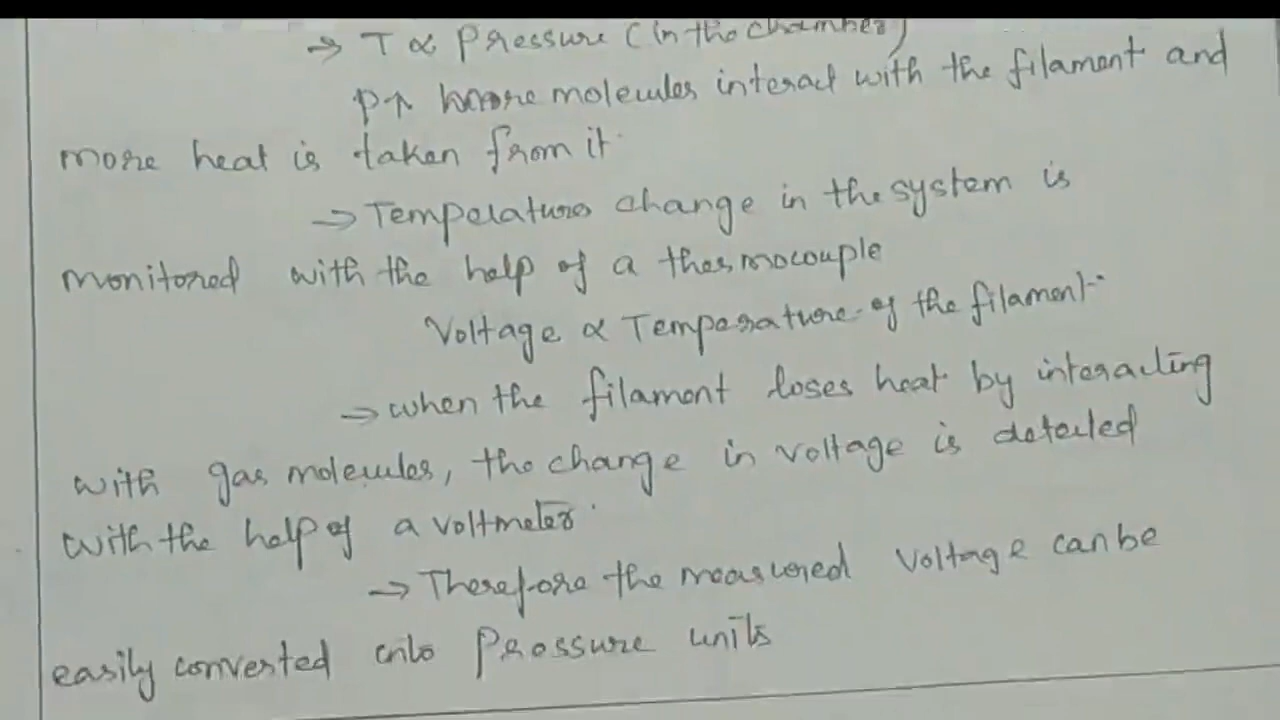 → T ∝ Pressure (in the chamber)
P↑ more molecules interact with the filament and
more heat is taken from it.
→ Temperature change in the system is
monitored with the help of a thermocouple
Voltage ∝ Temperature of the filament.
→ when the filament loses heat by interacting
with gas molecules, the change in voltage is detected
with the help of a voltmeter.
→ Therefore the measured voltage can be
easily converted into Pressure units